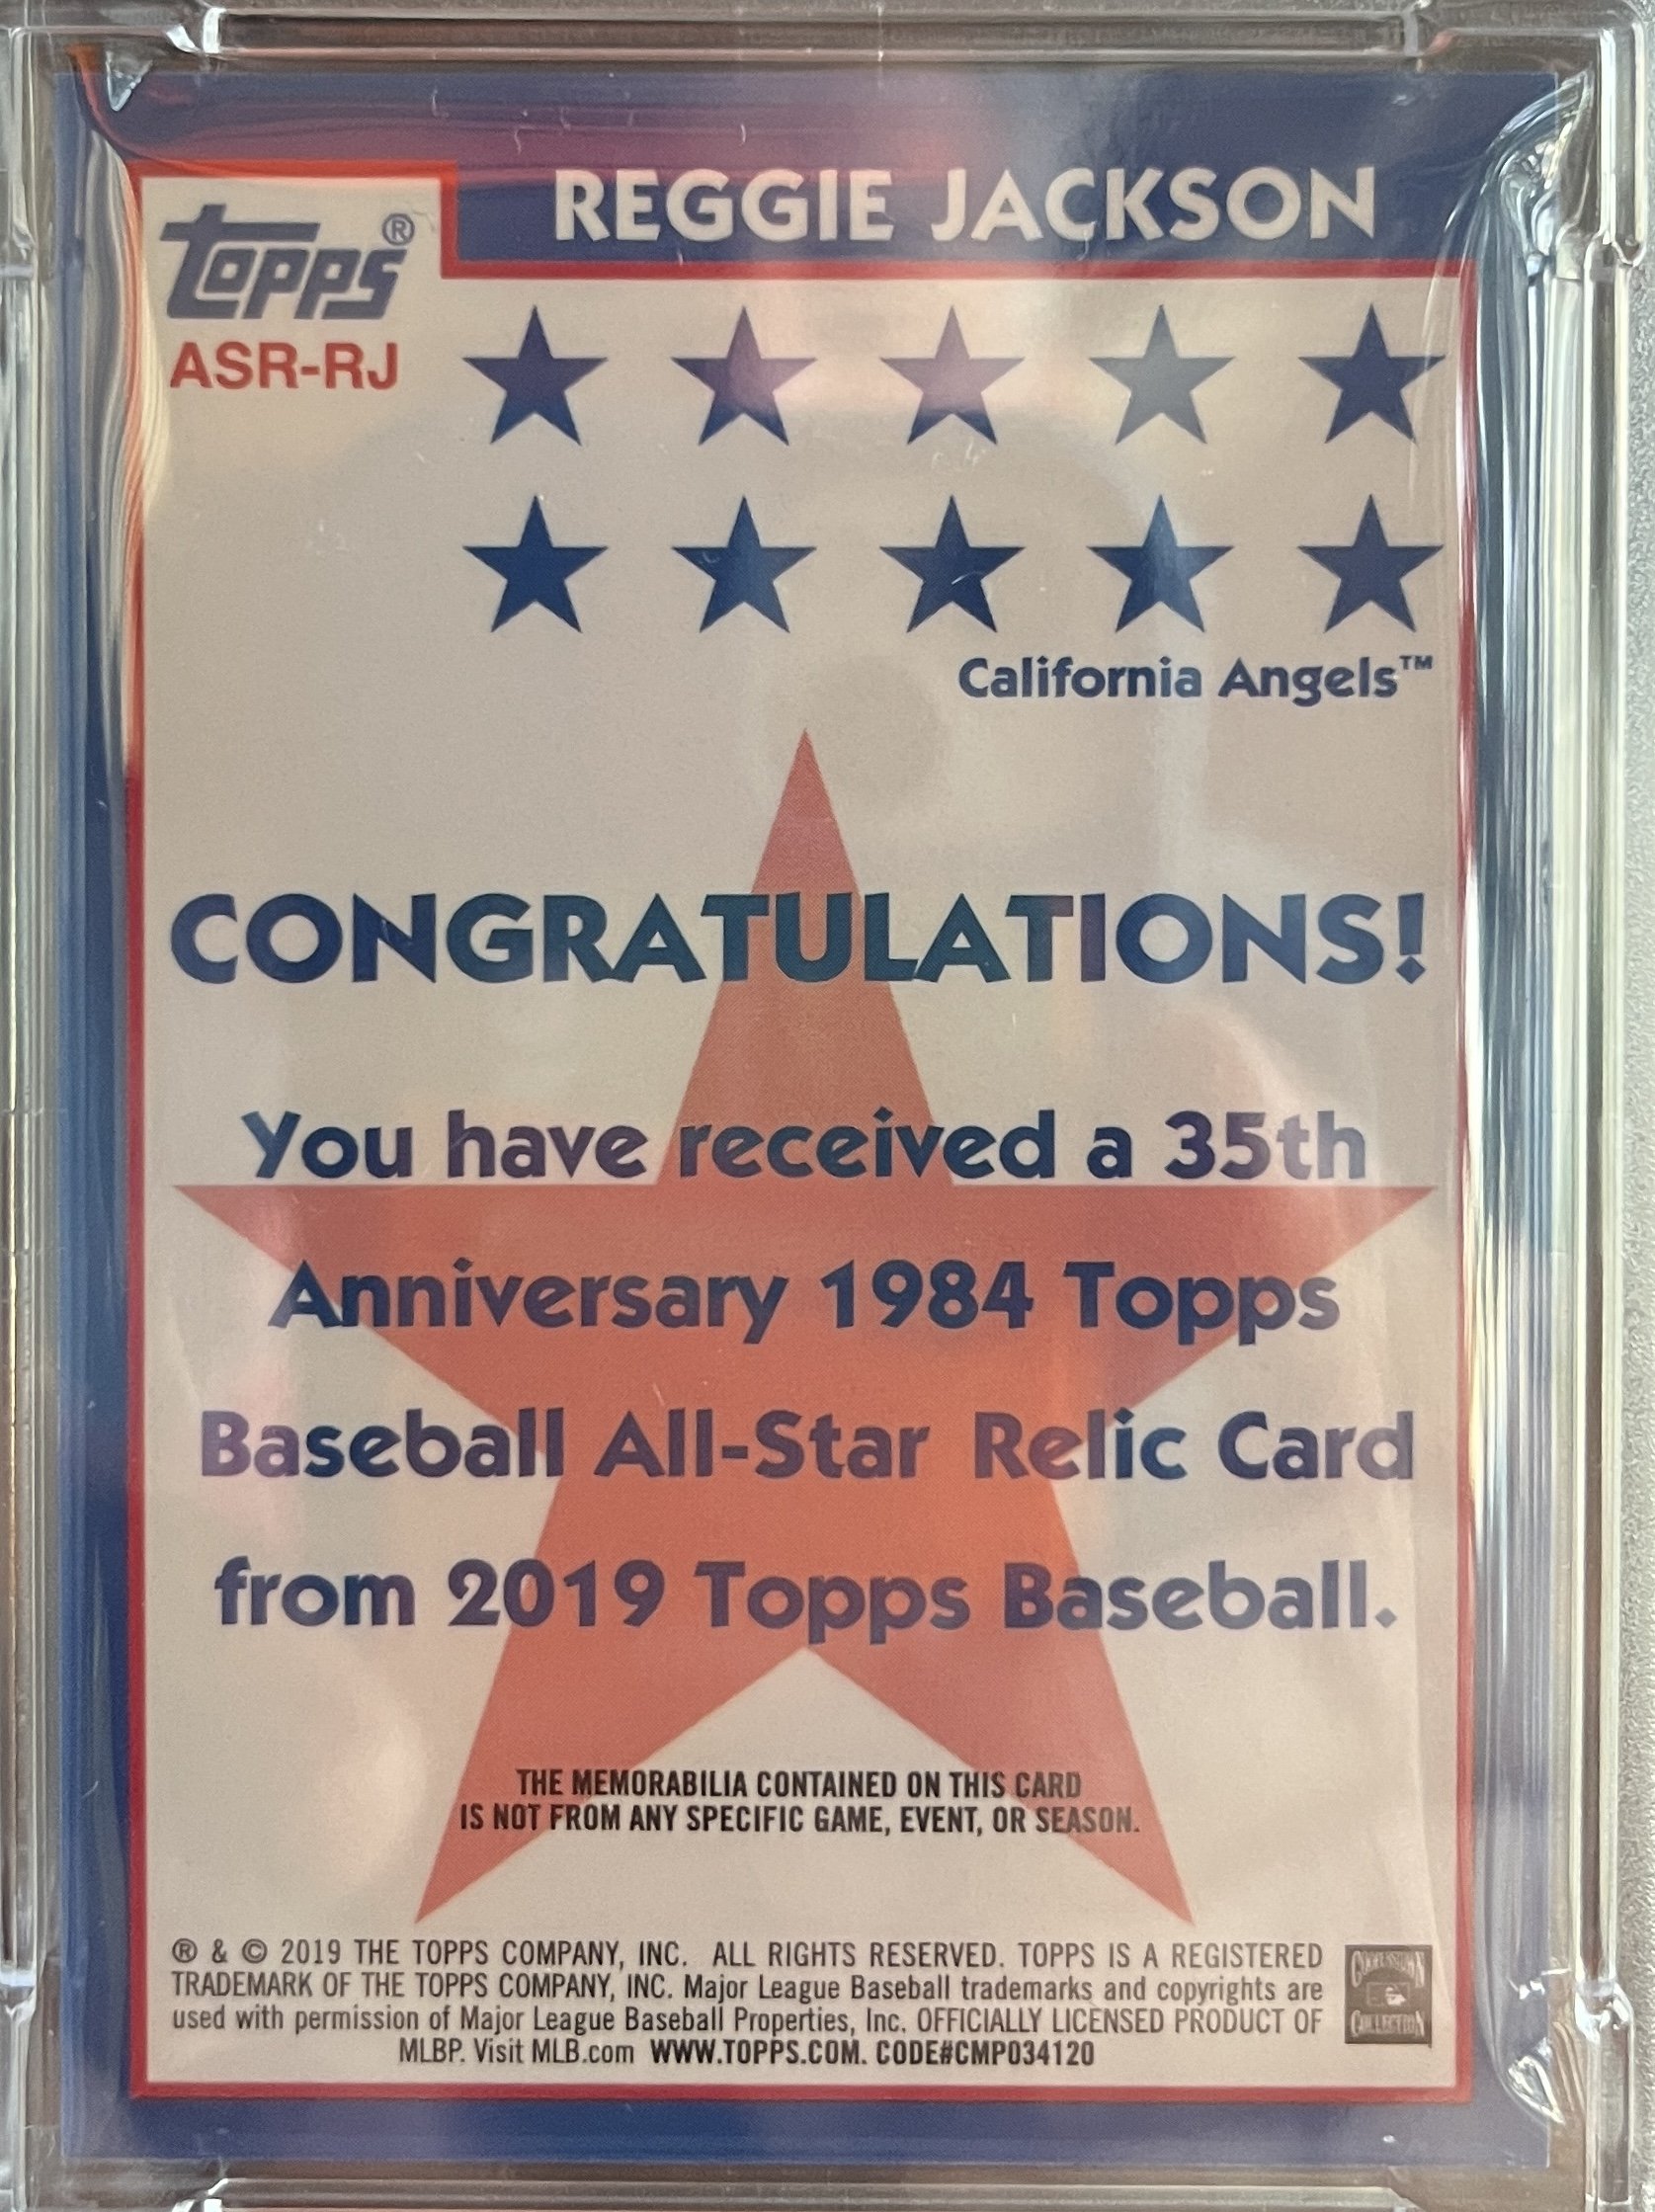 REGGIE JACKSON
Topps®
ASR-RJ
California Angels™
CONGRATULATIONS!
You have received a 35th
Anniversary 1984 Topps
Baseball All-Star Relic Card
from 2019 Topps Baseball.
THE MEMORABILIA CONTAINED ON THIS CARD
IS NOT FROM ANY SPECIFIC GAME, EVENT, OR SEASON.
® & © 2019 THE TOPPS COMPANY, INC. ALL RIGHTS RESERVED. TOPPS IS A REGISTERED
TRADEMARK OF THE TOPPS COMPANY, INC. Major League Baseball trademarks and copyrights are
used with permission of Major League Baseball Properties, Inc. OFFICIALLY LICENSED PRODUCT OF
MLBP. Visit MLB.com WWW.TOPPS.COM. CODE#CMP034120
COOPERSTOWN
COLLECTION